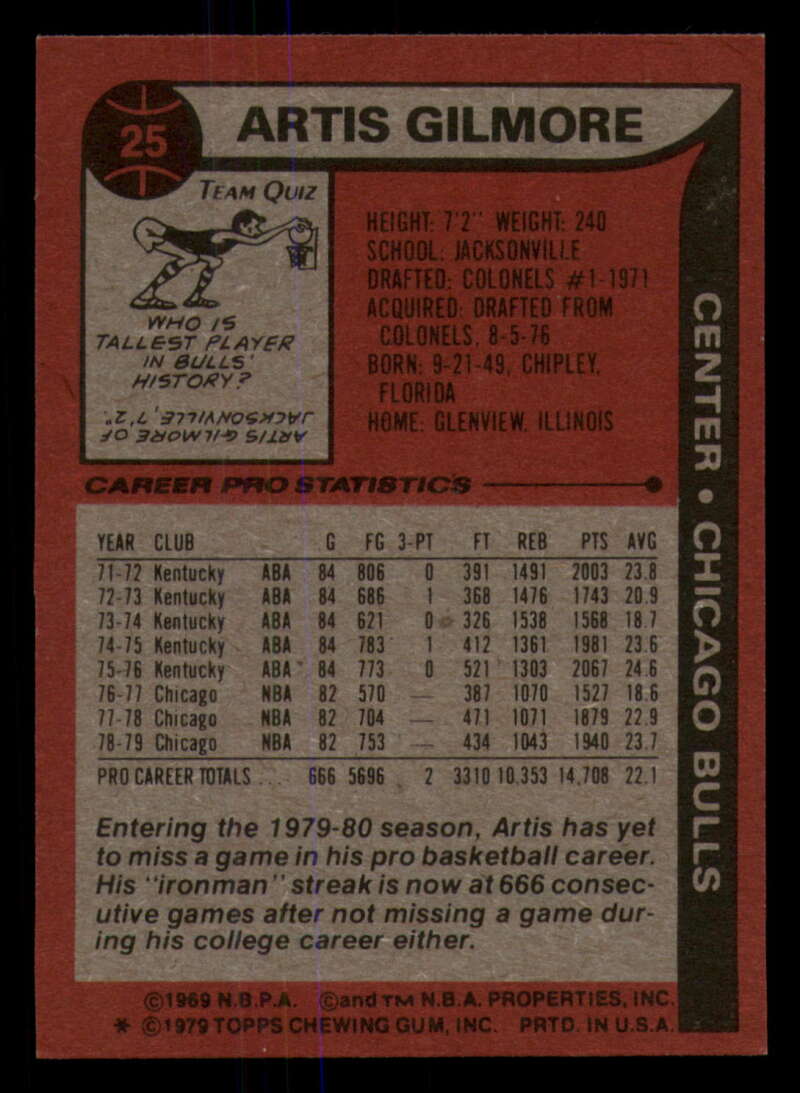 25
ARTIS GILMORE
TEAM QUIZ
WHO IS
TALLEST PLAYER
IN BULLS'
HISTORY?
ARTIS GILMORE OF
JACKSONVILLE, 7'2".
HEIGHT: 7'2" WEIGHT: 240
SCHOOL: JACKSONVILLE
DRAFTED: COLONELS #1-1971
ACQUIRED: DRAFTED FROM
COLONELS, 8-5-76
BORN: 9-21-49, CHIPLEY,
FLORIDA
HOME: GLENVIEW, ILLINOIS
CENTER • CHICAGO BULLS
CAREER PRO STATISTICS
YEAR CLUB G FG 3-PT FT REB PTS AVG
71-72 Kentucky ABA 84 806 0 391 1491 2003 23.8
72-73 Kentucky ABA 84 686 1 368 1476 1743 20.9
73-74 Kentucky ABA 84 621 0 326 1538 1568 18.7
74-75 Kentucky ABA 84 783 1 412 1361 1981 23.6
75-76 Kentucky ABA 84 773 0 521 1303 2067 24.6
76-77 Chicago NBA 82 570 — 387 1070 1527 18.6
77-78 Chicago NBA 82 704 — 471 1071 1879 22.9
78-79 Chicago NBA 82 753 — 434 1043 1940 23.7
PRO CAREER TOTALS ... 666 5696 2 3310 10,353 14,708 22.1
Entering the 1979-80 season, Artis has yet
to miss a game in his pro basketball career.
His "ironman" streak is now at 666 consec-
utive games after not missing a game dur-
ing his college career either.
©1969 N.B.P.A. ©and TM N.B.A. PROPERTIES, INC.
* ©1979 TOPPS CHEWING GUM, INC. PRTD. IN U.S.A.